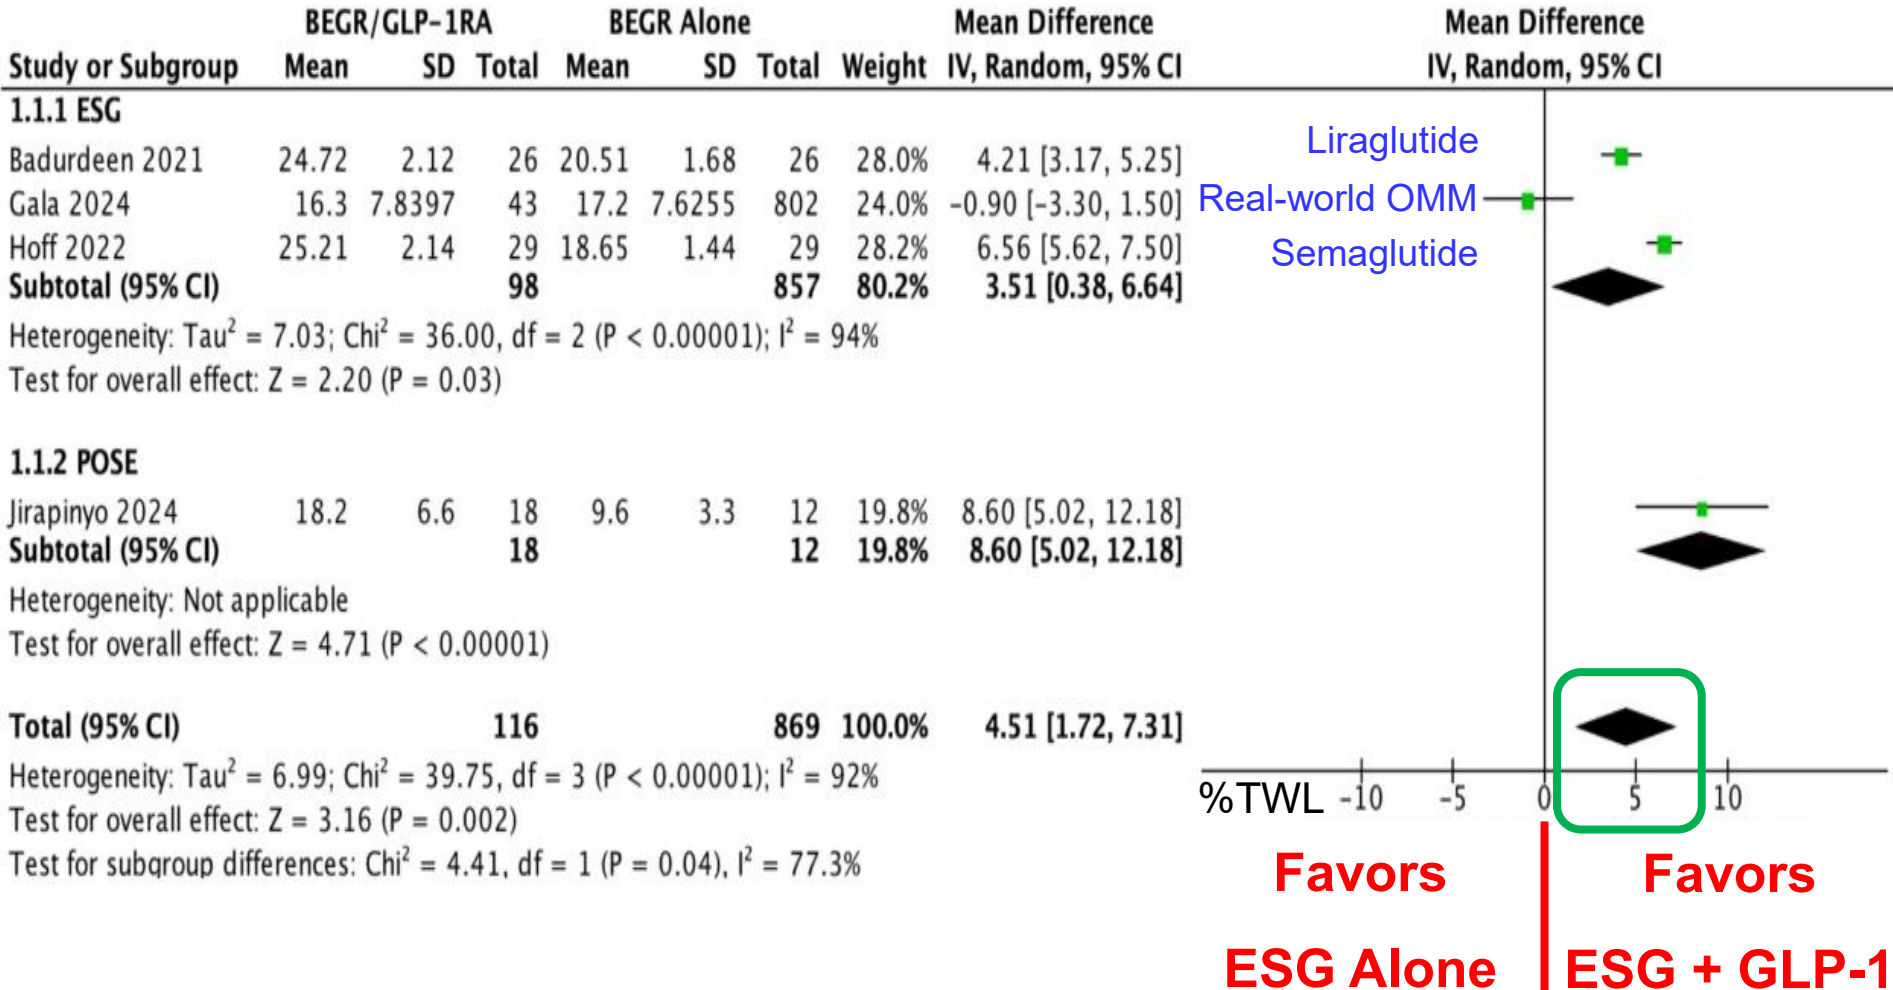 BEGR/GLP-1RA BEGR Alone Mean Difference Mean Difference
Study or Subgroup Mean SD Total Mean SD Total Weight IV, Random, 95% CI IV, Random, 95% CI
1.1.1 ESG
Badurdeen 2021 24.72 2.12 26 20.51 1.68 26 28.0% 4.21 [3.17, 5.25] Liraglutide
Gala 2024 16.3 7.8397 43 17.2 7.6255 802 24.0% -0.90 [-3.30, 1.50] Real-world OMM
Hoff 2022 25.21 2.14 29 18.65 1.44 29 28.2% 6.56 [5.62, 7.50] Semaglutide
Subtotal (95% CI) 98 857 80.2% 3.51 [0.38, 6.64]
Heterogeneity: Tau² = 7.03; Chi² = 36.00, df = 2 (P < 0.00001); I² = 94%
Test for overall effect: Z = 2.20 (P = 0.03)
1.1.2 POSE
Jirapinyo 2024 18.2 6.6 18 9.6 3.3 12 19.8% 8.60 [5.02, 12.18]
Subtotal (95% CI) 18 12 19.8% 8.60 [5.02, 12.18]
Heterogeneity: Not applicable
Test for overall effect: Z = 4.71 (P < 0.00001)
Total (95% CI) 116 869 100.0% 4.51 [1.72, 7.31]
Heterogeneity: Tau² = 6.99; Chi² = 39.75, df = 3 (P < 0.00001); I² = 92%
%TWL -10 -5 0 5 10
Test for overall effect: Z = 3.16 (P = 0.002)
Test for subgroup differences: Chi² = 4.41, df = 1 (P = 0.04), I² = 77.3%
Favors Favors
ESG Alone ESG + GLP-1